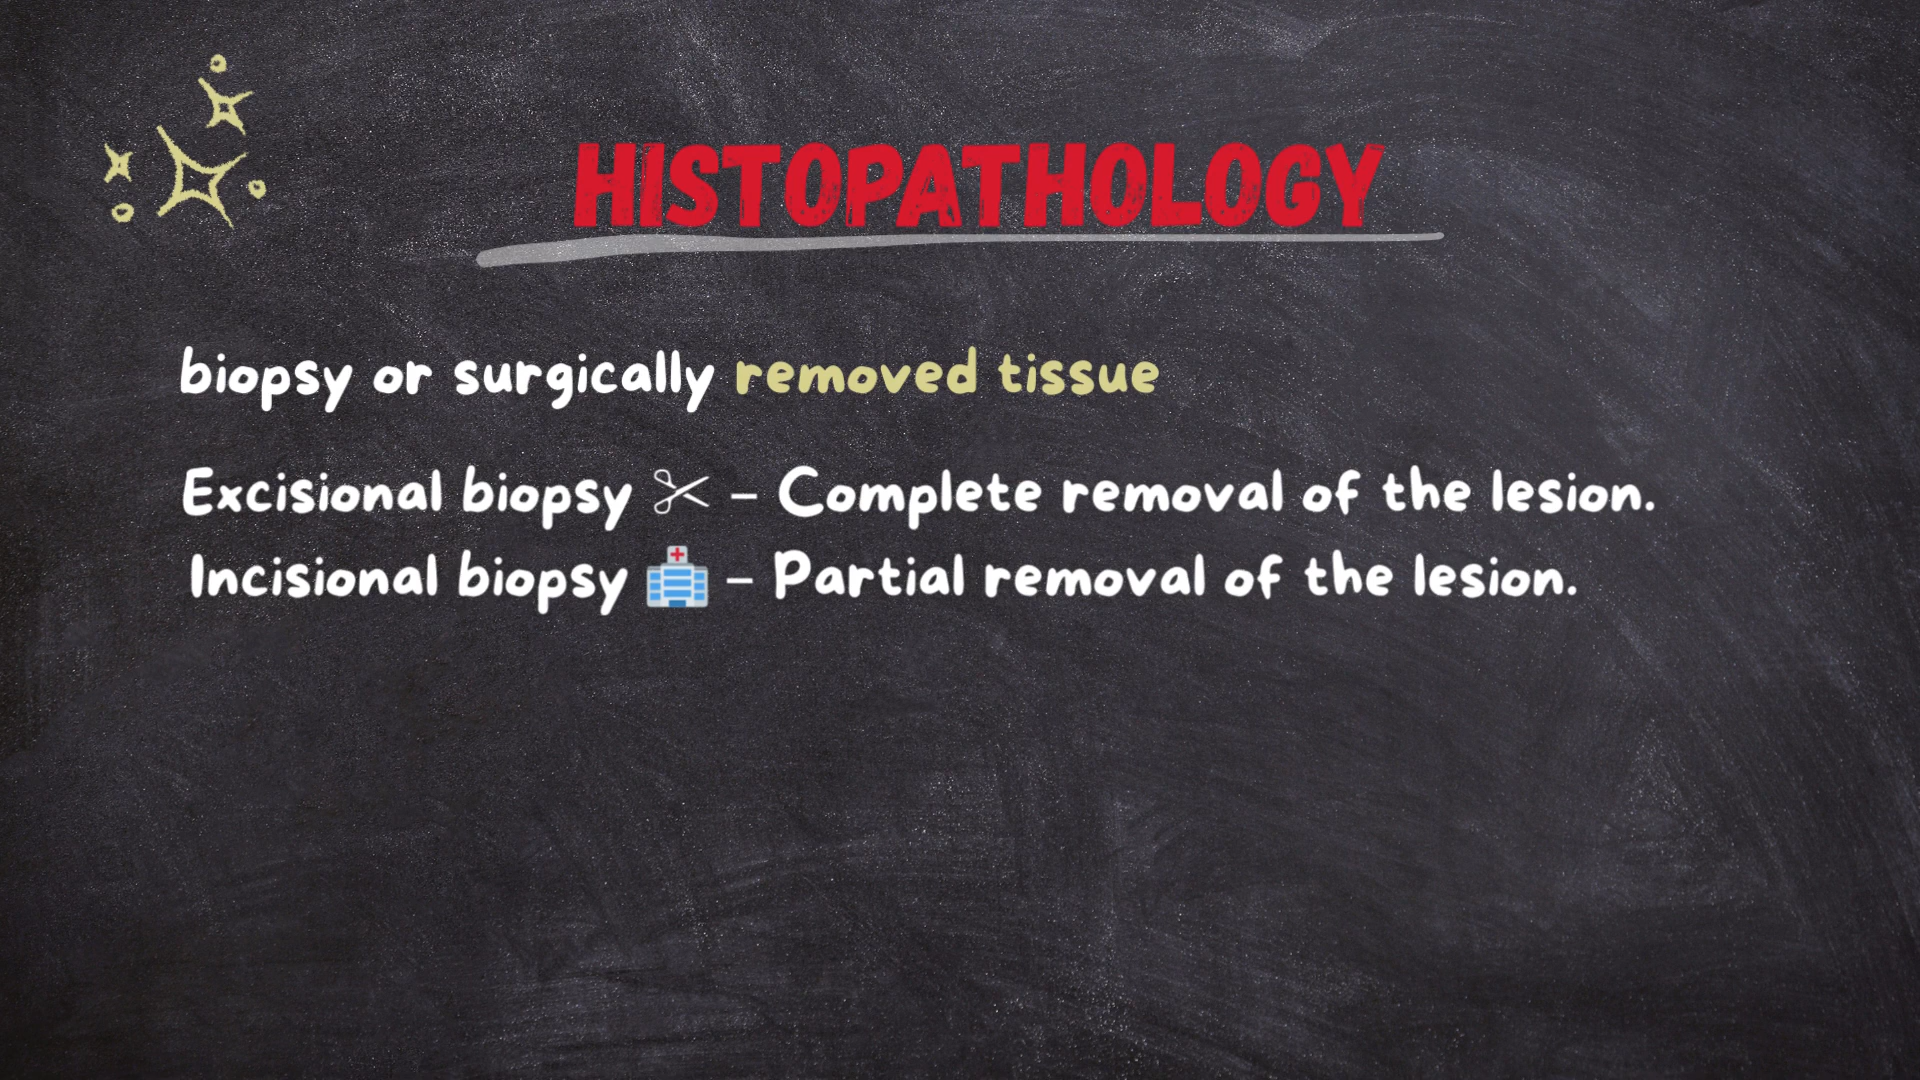 HISTOPATHOLOGY
biopsy or surgically removed tissue
Excisional biopsy ✂ – Complete removal of the lesion.
Incisional biopsy 🏥 – Partial removal of the lesion.